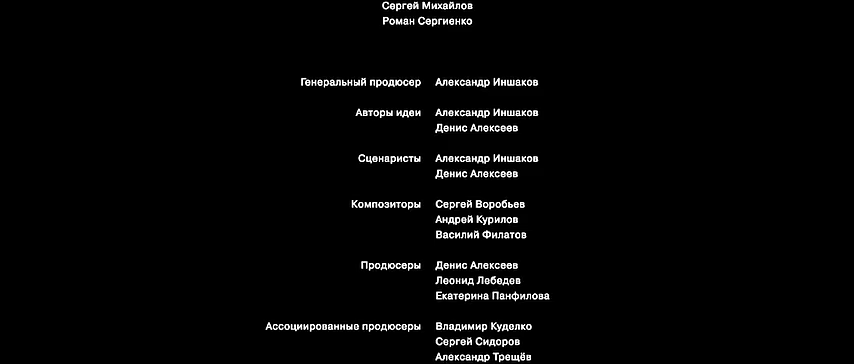 Сергей Михайлов
Роман Сергиенко
Генеральный продюсер Александр Иншаков
Авторы идеи Александр Иншаков
Денис Алексеев
Сценаристы Александр Иншаков
Денис Алексеев
Композиторы Сергей Воробьев
Андрей Курилов
Василий Филатов
Продюсеры Денис Алексеев
Леонид Лебедев
Екатерина Панфилова
Ассоциированные продюсеры Владимир Куделко
Сергей Сидоров
Александр Трещёв